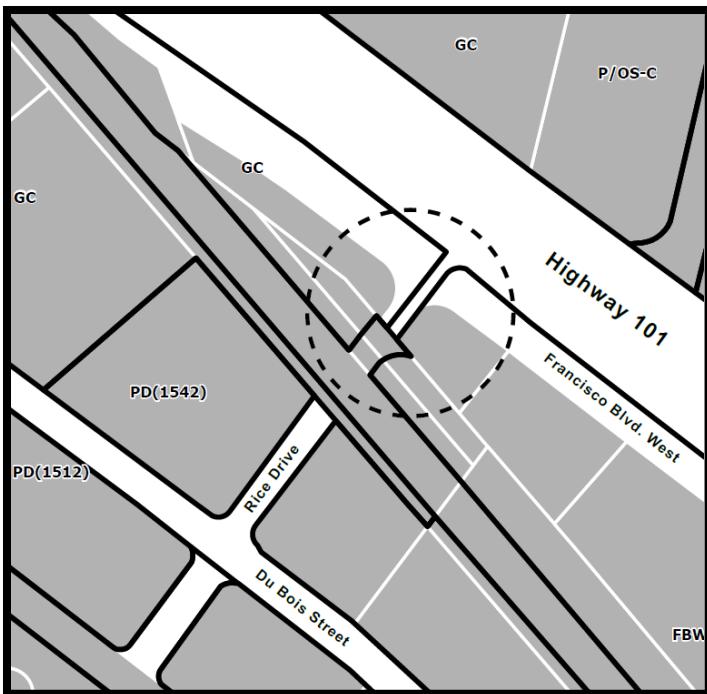 GC
P/OS-C
GC
GC
Highway 101
PD(1542)
Francisco Blvd. West
PD(1512)
Rice Drive
Du Bois Street
FBW